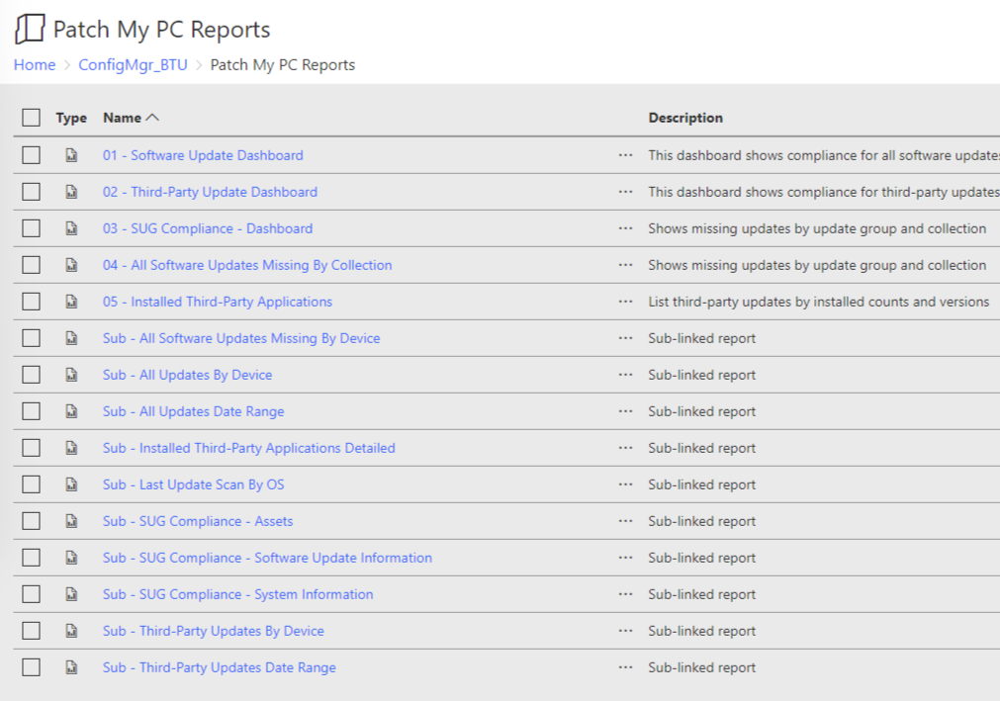 Patch My PC Reports
Home > ConfigMgr_BTU > Patch My PC Reports
Type Name Description
01 - Software Update Dashboard ··· This dashboard shows compliance for all software updates
02 - Third-Party Update Dashboard ··· This dashboard shows compliance for third-party updates
03 - SUG Compliance - Dashboard ··· Shows missing updates by update group and collection
04 - All Software Updates Missing By Collection ··· Shows missing updates by update group and collection
05 - Installed Third-Party Applications ··· List third-party updates by installed counts and versions
Sub - All Software Updates Missing By Device ··· Sub-linked report
Sub - All Updates By Device ··· Sub-linked report
Sub - All Updates Date Range ··· Sub-linked report
Sub - Installed Third-Party Applications Detailed ··· Sub-linked report
Sub - Last Update Scan By OS ··· Sub-linked report
Sub - SUG Compliance - Assets ··· Sub-linked report
Sub - SUG Compliance - Software Update Information ··· Sub-linked report
Sub - SUG Compliance - System Information ··· Sub-linked report
Sub - Third-Party Updates By Device ··· Sub-linked report
Sub - Third-Party Updates Date Range ··· Sub-linked report